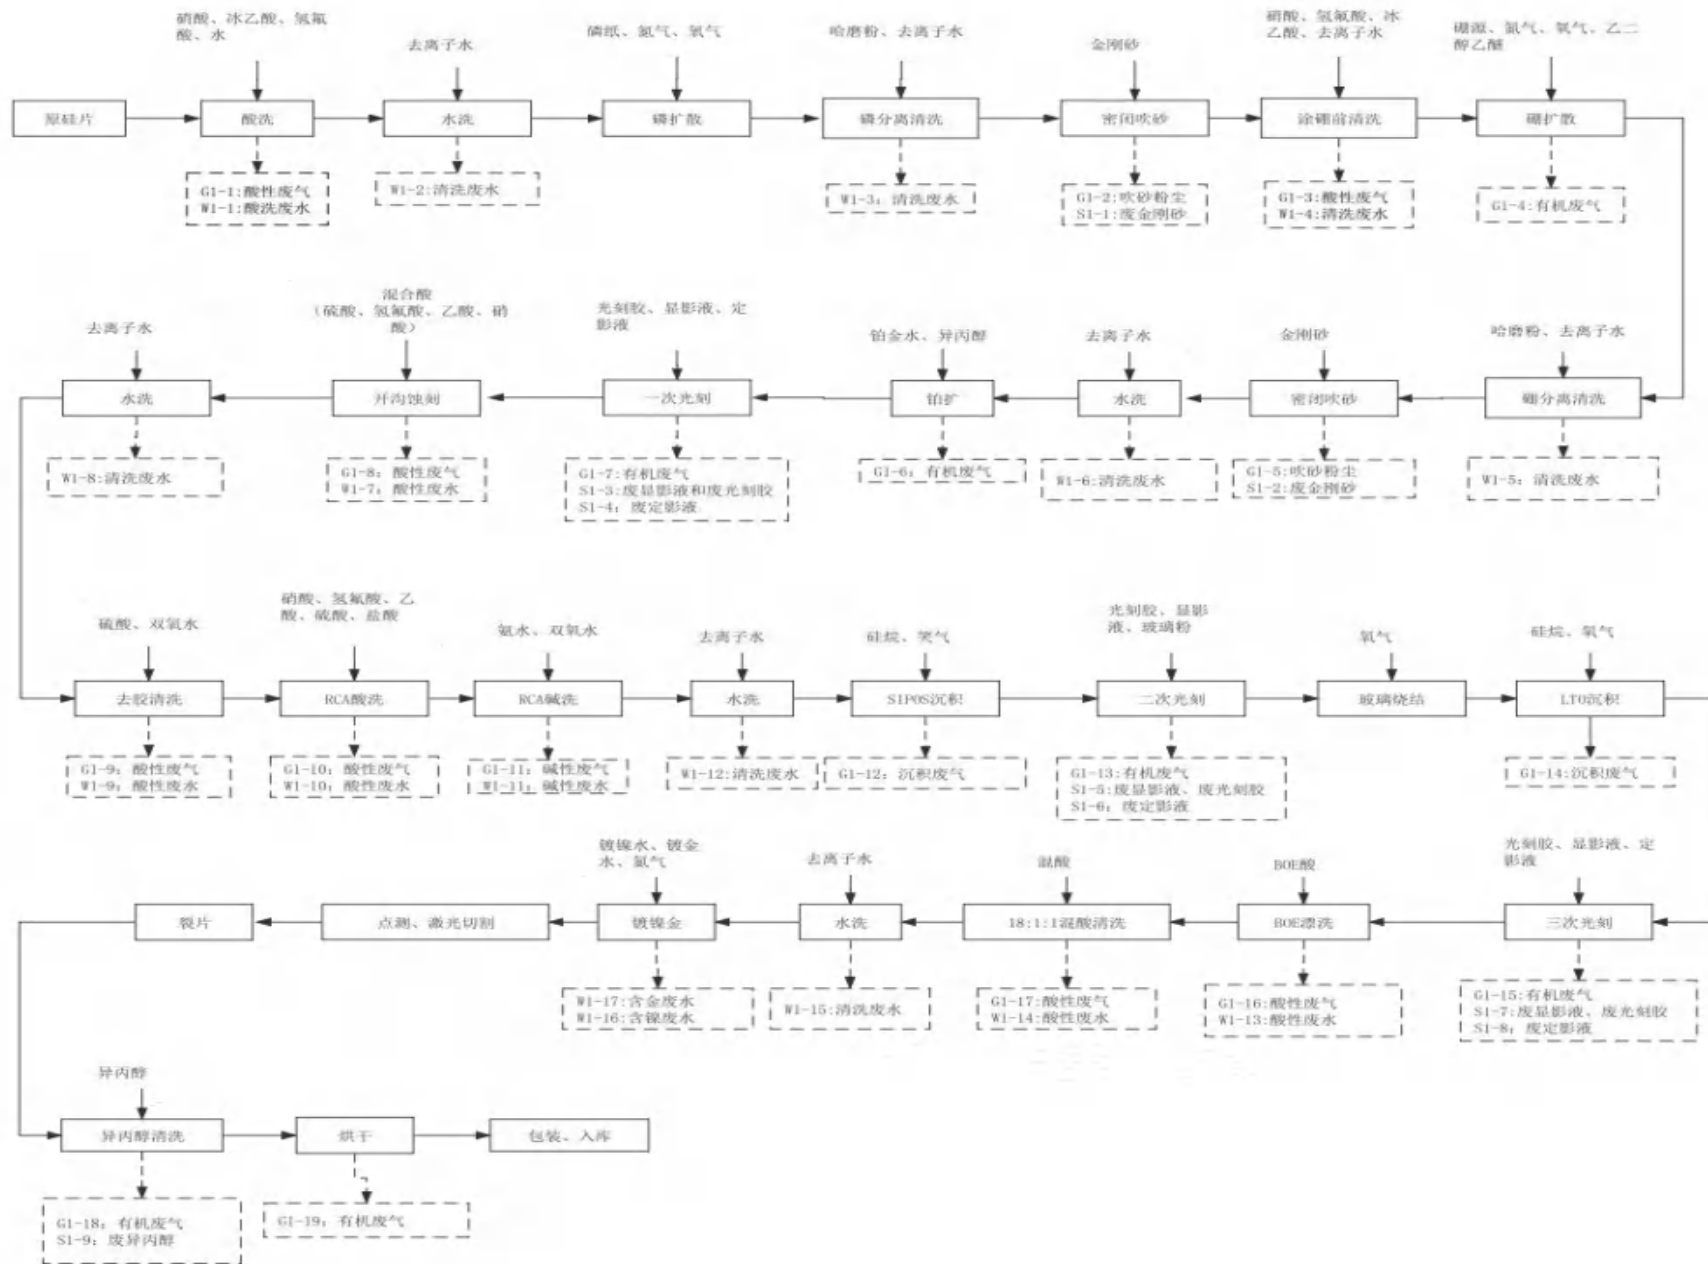 硝酸、冰乙酸、氢氟
酸、水
去离子水
磷纸、氮气、氧气
哈磨粉、去离子水
金刚砂
硝酸、氢氟酸、冰
乙酸、去离子水
硼源、氮气、氧气、乙二
醇乙醚
原硅片
酸洗
水洗
磷扩散
磷分离清洗
密闭吹砂
涂硼前清洗
硼扩散
G1-1:酸性废气
W1-1:酸洗废水
W1-2:清洗废水
W1-3：清洗废水
G1-2:吹砂粉尘
S1-1:废金刚砂
G1-3:酸性废气
W1-4:清洗废水
G1-4:有机废气
去离子水
混合酸
（硫酸、氢氟酸、乙酸、硝
酸）
光刻胶、显影液、定
影液
铂金水、异丙醇
去离子水
金刚砂
哈磨粉、去离子水
水洗
开沟蚀刻
一次光刻
铂扩
水洗
密闭吹砂
硼分离清洗
W1-8:清洗废水
G1-8：酸性废气
W1-7：酸性废水
G1-7:有机废气
S1-3:废显影液和废光刻胶
S1-4：废定影液
G1-6：有机废气
W1-6:清洗废水
G1-5:吹砂粉尘
S1-2:废金刚砂
W1-5：清洗废水
硫酸、双氧水
硝酸、氢氟酸、乙
酸、硫酸、盐酸
氨水、双氧水
去离子水
硅烷、笑气
光刻胶、显影
液、玻璃粉
氧气
硅烷、氧气
去胶清洗
RCA酸洗
RCA碱洗
水洗
SIPOS沉积
二次光刻
玻璃烧结
LTO沉积
G1-9：酸性废气
W1-9：酸性废水
G1-10：酸性废气
W1-10：酸性废水
G1-11：碱性废气
W1-11：碱性废水
W1-12:清洗废水
G1-12：沉积废气
G1-13:有机废气
S1-5:废显影液、废光刻胶
S1-6：废定影液
G1-14:沉积废气
镀镍水、镀金
水、氮气
去离子水
混酸
BOE酸
光刻胶、显影液、定
影液
裂片
点测、激光切割
镀镍金
水洗
18:1:1混酸清洗
BOE漂洗
三次光刻
W1-17:含金废水
W1-16:含镍废水
W1-15:清洗废水
G1-17:酸性废气
W1-14:酸性废水
G1-16:酸性废气
W1-13:酸性废水
G1-15:有机废气
S1-7:废显影液、废光刻胶
S1-8：废定影液
异丙醇
异丙醇清洗
烘干
包装、入库
G1-18：有机废气
S1-9：废异丙醇
G1-19：有机废气